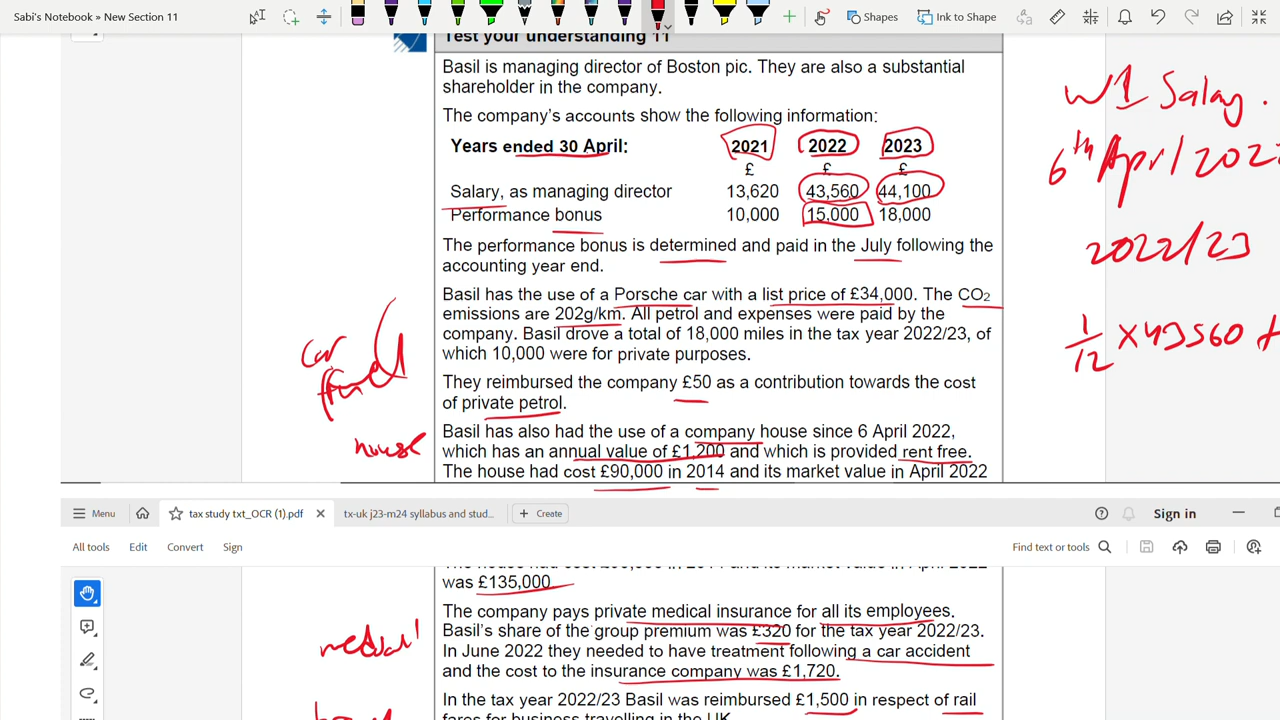 Sabi's Notebook » New Section 11
Shapes
Ink to Shape
Test your understanding 11
Basil is managing director of Boston pic. They are also a substantial
shareholder in the company.
The company's accounts show the following information:
Years ended 30 April: 2021 2022 2023
£ £ £
Salary, as managing director 13,620 43,560 44,100
Performance bonus 10,000 15,000 18,000
The performance bonus is determined and paid in the July following the
accounting year end.
Basil has the use of a Porsche car with a list price of £34,000. The CO2
emissions are 202g/km. All petrol and expenses were paid by the
company. Basil drove a total of 18,000 miles in the tax year 2022/23, of
which 10,000 were for private purposes.
They reimbursed the company £50 as a contribution towards the cost
of private petrol.
Basil has also had the use of a company house since 6 April 2022,
which has an annual value of £1,200 and which is provided rent free.
The house had cost £90,000 in 2014 and its market value in April 2022
W1 Salary.
6th April 202
2022/23
1/12 × 43560 +
car
house
Menu
tax study txt_OCR (1).pdf
tx-uk j23-m24 syllabus and stud...
Create
Sign in
All tools Edit Convert Sign
Find text or tools
was £135,000
The company pays private medical insurance for all its employees.
Basil's share of the group premium was £320 for the tax year 2022/23.
In June 2022 they needed to have treatment following a car accident
and the cost to the insurance company was £1,720.
In the tax year 2022/23 Basil was reimbursed £1,500 in respect of rail
fares for business travelling in the UK.